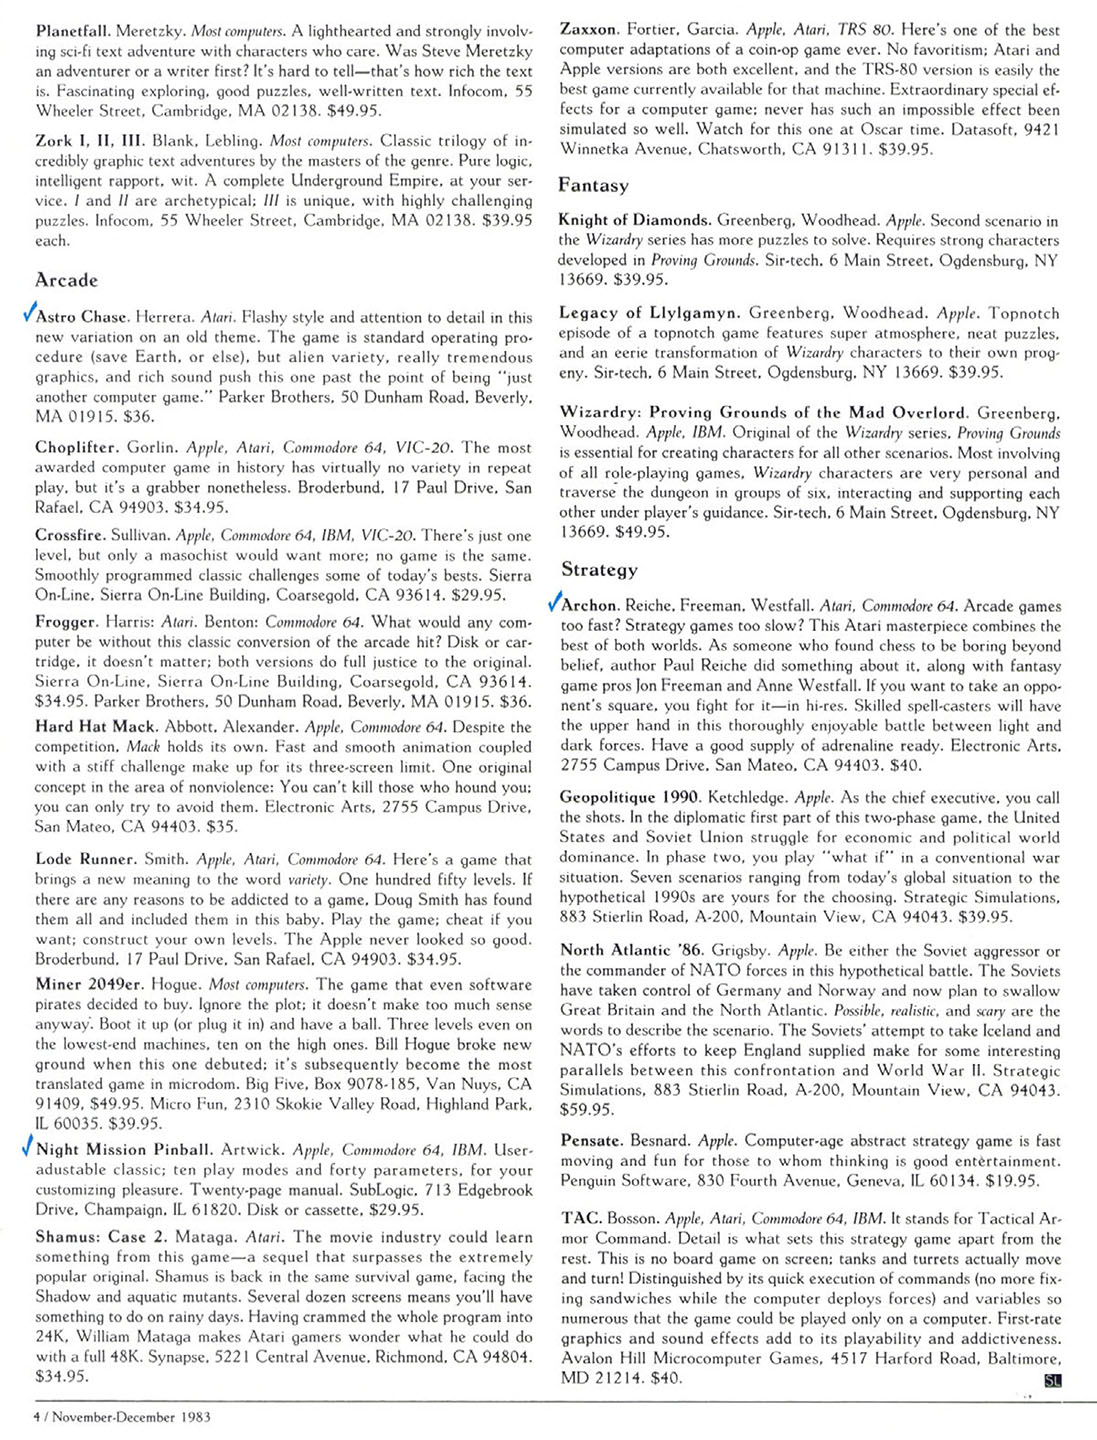 Planetfall. Meretzky. Most computers. A lighthearted and strongly involv-
ing sci-fi text adventure with characters who care. Was Steve Meretzky
an adventurer or a writer first? It's hard to tell—that's how rich the text
is. Fascinating exploring, good puzzles, well-written text. Infocom, 55
Wheeler Street, Cambridge, MA 02138. $49.95.
Zork I, II, III. Blank, Lebling. Most computers. Classic trilogy of in-
credibly graphic text adventures by the masters of the genre. Pure logic,
intelligent rapport, wit. A complete Underground Empire, at your ser-
vice. I and II are archetypical; III is unique, with highly challenging
puzzles. Infocom, 55 Wheeler Street, Cambridge, MA 02138. $39.95
each.
Arcade
Astro Chase. Herrera. Atari. Flashy style and attention to detail in this
new variation on an old theme. The game is standard operating pro-
cedure (save Earth, or else), but alien variety, really tremendous
graphics, and rich sound push this one past the point of being "just
another computer game." Parker Brothers, 50 Dunham Road, Beverly,
MA 01915. $36.
Choplifter. Gorlin. Apple, Atari, Commodore 64, VIC-20. The most
awarded computer game in history has virtually no variety in repeat
play, but it's a grabber nonetheless. Broderbund, 17 Paul Drive, San
Rafael, CA 94903. $34.95.
Crossfire. Sullivan. Apple, Commodore 64, IBM, VIC-20. There's just one
level, but only a masochist would want more; no game is the same.
Smoothly programmed classic challenges some of today's bests. Sierra
On-Line, Sierra On-Line Building, Coarsegold, CA 93614. $29.95.
Frogger. Harris: Atari. Benton: Commodore 64. What would any com-
puter be without this classic conversion of the arcade hit? Disk or car-
tridge, it doesn't matter; both versions do full justice to the original.
Sierra On-Line, Sierra On-Line Building, Coarsegold, CA 93614.
$34.95. Parker Brothers, 50 Dunham Road, Beverly, MA 01915. $36.
Hard Hat Mack. Abbott, Alexander. Apple, Commodore 64. Despite the
competition, Mack holds its own. Fast and smooth animation coupled
with a stiff challenge make up for its three-screen limit. One original
concept in the area of nonviolence: You can't kill those who hound you;
you can only try to avoid them. Electronic Arts, 2755 Campus Drive,
San Mateo, CA 94403. $35.
Lode Runner. Smith. Apple, Atari, Commodore 64. Here's a game that
brings a new meaning to the word variety. One hundred fifty levels. If
there are any reasons to be addicted to a game, Doug Smith has found
them all and included them in this baby. Play the game; cheat if you
want; construct your own levels. The Apple never looked so good.
Broderbund, 17 Paul Drive, San Rafael, CA 94903. $34.95.
Miner 2049er. Hogue. Most computers. The game that even software
pirates decided to buy. Ignore the plot; it doesn't make too much sense
anyway. Boot it up (or plug it in) and have a ball. Three levels even on
the lowest-end machines, ten on the high ones. Bill Hogue broke new
ground when this one debuted; it's subsequently become the most
translated game in microdom. Big Five, Box 9078-185, Van Nuys, CA
91409, $49.95. Micro Fun, 2310 Skokie Valley Road, Highland Park,
IL 60035. $39.95.
Night Mission Pinball. Artwick. Apple, Commodore 64, IBM. User-
adustable classic; ten play modes and forty parameters, for your
customizing pleasure. Twenty-page manual. SubLogic, 713 Edgebrook
Drive, Champaign, IL 61820. Disk or cassette, $29.95.
Shamus: Case 2. Mataga. Atari. The movie industry could learn
something from this game—a sequel that surpasses the extremely
popular original. Shamus is back in the same survival game, facing the
Shadow and aquatic mutants. Several dozen screens means you'll have
something to do on rainy days. Having crammed the whole program into
24K, William Mataga makes Atari gamers wonder what he could do
with a full 48K. Synapse, 5221 Central Avenue, Richmond, CA 94804.
$34.95.
Zaxxon. Fortier, Garcia. Apple, Atari, TRS 80. Here's one of the best
computer adaptations of a coin-op game ever. No favoritism; Atari and
Apple versions are both excellent, and the TRS-80 version is easily the
best game currently available for that machine. Extraordinary special ef-
fects for a computer game; never has such an impossible effect been
simulated so well. Watch for this one at Oscar time. Datasoft, 9421
Winnetka Avenue, Chatsworth, CA 91311. $39.95.
Fantasy
Knight of Diamonds. Greenberg, Woodhead. Apple. Second scenario in
the Wizardry series has more puzzles to solve. Requires strong characters
developed in Proving Grounds. Sir-tech, 6 Main Street, Ogdensburg, NY
13669. $39.95.
Legacy of Llylgamyn. Greenberg, Woodhead. Apple. Topnotch
episode of a topnotch game features super atmosphere, neat puzzles,
and an eerie transformation of Wizardry characters to their own prog-
eny. Sir-tech, 6 Main Street, Ogdensburg, NY 13669. $39.95.
Wizardry: Proving Grounds of the Mad Overlord. Greenberg,
Woodhead. Apple, IBM. Original of the Wizardry series, Proving Grounds
is essential for creating characters for all other scenarios. Most involving
of all role-playing games, Wizardry characters are very personal and
traverse the dungeon in groups of six, interacting and supporting each
other under player's guidance. Sir-tech, 6 Main Street, Ogdensburg, NY
13669. $49.95.
Strategy
Archon. Reiche, Freeman, Westfall. Atari, Commodore 64. Arcade games
too fast? Strategy games too slow? This Atari masterpiece combines the
best of both worlds. As someone who found chess to be boring beyond
belief, author Paul Reiche did something about it, along with fantasy
game pros Jon Freeman and Anne Westfall. If you want to take an oppo-
nent's square, you fight for it—in hi-res. Skilled spell-casters will have
the upper hand in this thoroughly enjoyable battle between light and
dark forces. Have a good supply of adrenaline ready. Electronic Arts,
2755 Campus Drive, San Mateo, CA 94403. $40.
Geopolitique 1990. Ketchledge. Apple. As the chief executive, you call
the shots. In the diplomatic first part of this two-phase game, the United
States and Soviet Union struggle for economic and political world
dominance. In phase two, you play "what if" in a conventional war
situation. Seven scenarios ranging from today's global situation to the
hypothetical 1990s are yours for the choosing. Strategic Simulations,
883 Stierlin Road, A-200, Mountain View, CA 94043. $39.95.
North Atlantic '86. Grigsby. Apple. Be either the Soviet aggressor or
the commander of NATO forces in this hypothetical battle. The Soviets
have taken control of Germany and Norway and now plan to swallow
Great Britain and the North Atlantic. Possible, realistic, and scary are the
words to describe the scenario. The Soviets' attempt to take Iceland and
NATO's efforts to keep England supplied make for some interesting
parallels between this confrontation and World War II. Strategic
Simulations, 883 Stierlin Road, A-200, Mountain View, CA 94043.
$59.95.
Pensate. Besnard. Apple. Computer-age abstract strategy game is fast
moving and fun for those to whom thinking is good entertainment.
Penguin Software, 830 Fourth Avenue, Geneva, IL 60134. $19.95.
TAC. Bosson. Apple, Atari, Commodore 64, IBM. It stands for Tactical Ar-
mor Command. Detail is what sets this strategy game apart from the
rest. This is no board game on screen; tanks and turrets actually move
and turn! Distinguished by its quick execution of commands (no more fix-
ing sandwiches while the computer deploys forces) and variables so
numerous that the game could be played only on a computer. First-rate
graphics and sound effects add to its playability and addictiveness.
Avalon Hill Microcomputer Games, 4517 Harford Road, Baltimore,
MD 21214. $40.
SL
4 / November-December 1983